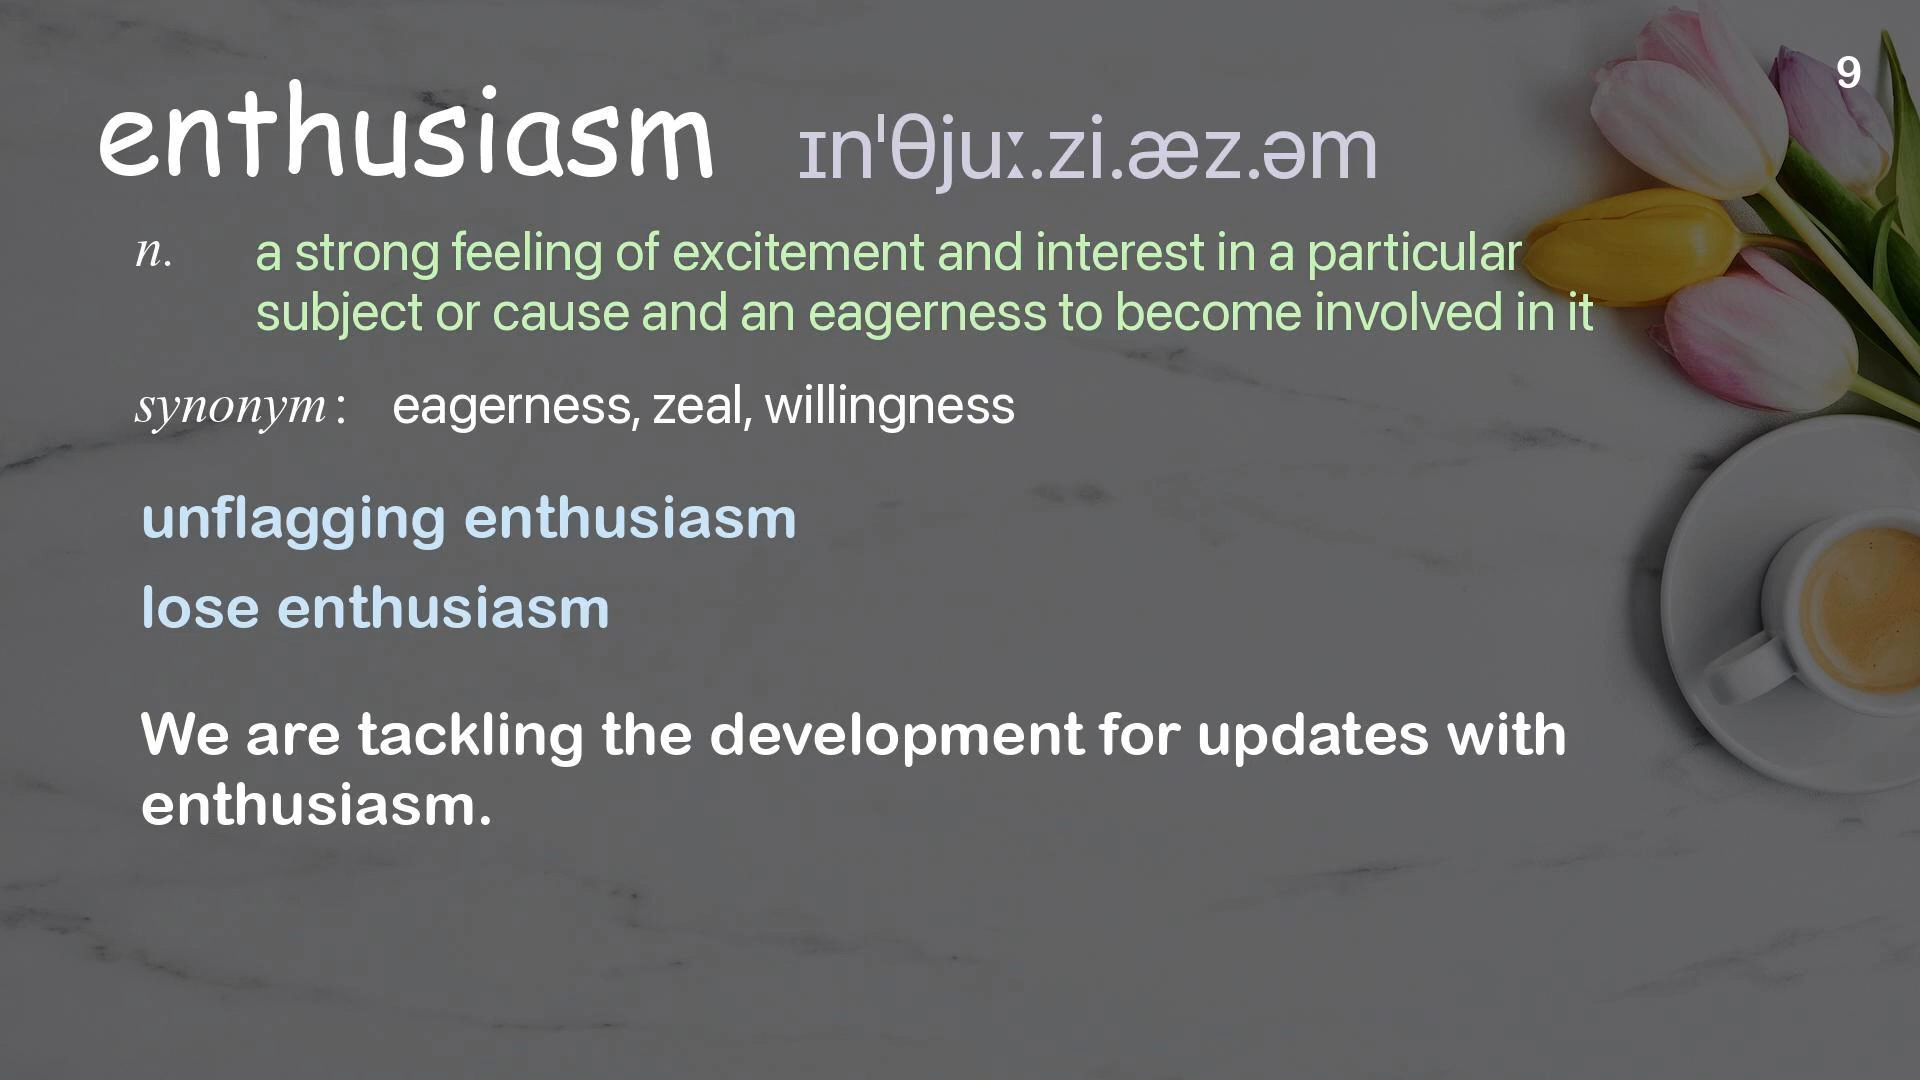 9
enthusiasm ɪnˈθjuː.zi.æz.əm
n. a strong feeling of excitement and interest in a particular
subject or cause and an eagerness to become involved in it
synonym : eagerness, zeal, willingness
unflagging enthusiasm
lose enthusiasm
We are tackling the development for updates with
enthusiasm.